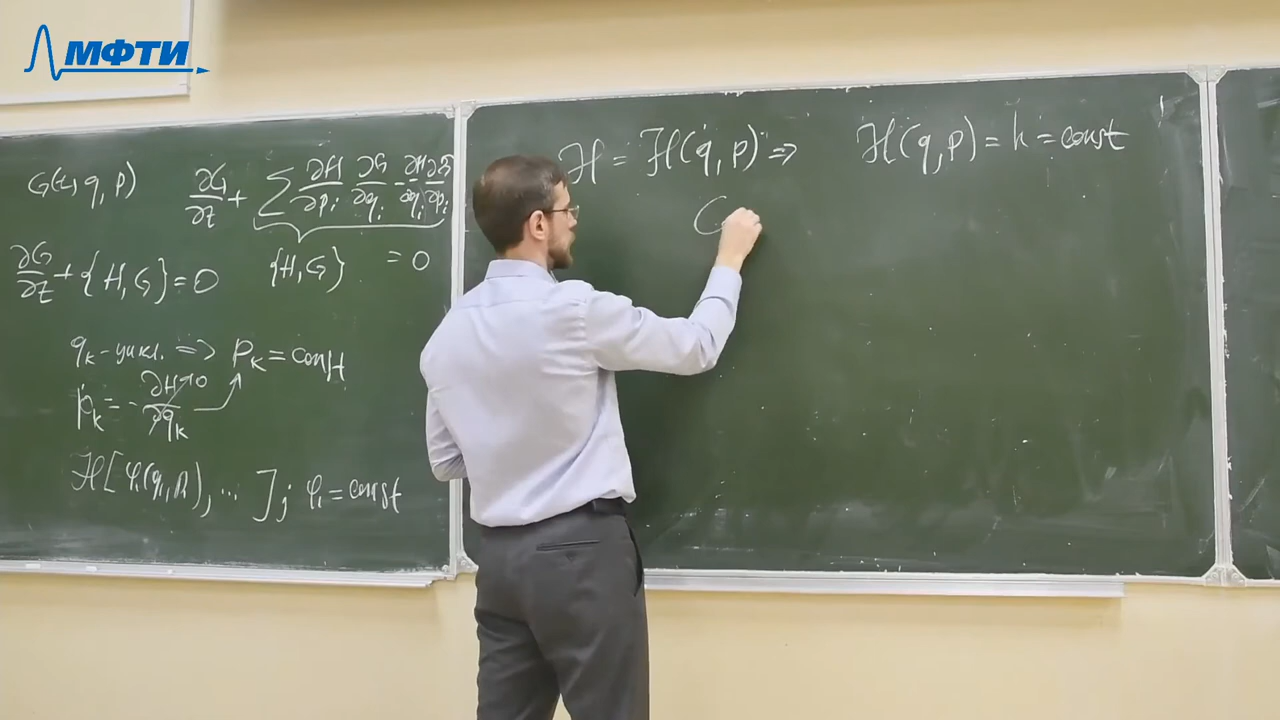 МФТИ
G(t, q, p)
∂G/∂t + ∑ ∂H/∂pᵢ ∂G/∂qᵢ - ∂H/∂qᵢ ∂G/∂pᵢ
{H, G} = 0
∂G/∂t + {H, G} = 0
qₖ - цикл. => pₖ = const
ṗₖ = - ∂H/∂qₖ → 0
H[φ₁(q₁, p₁), ... ]; φ₁ = const
H = H(q, p) => H(q, p) = h = const